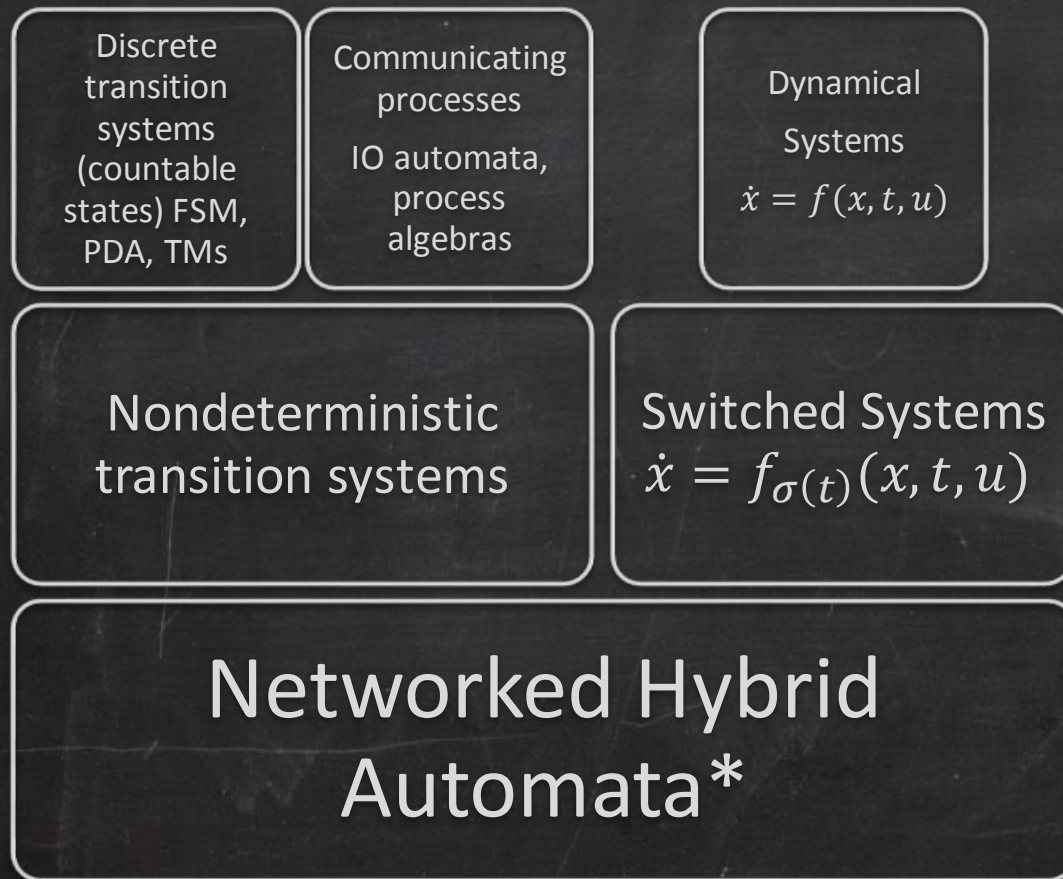 Discrete
transition
systems
(countable
states) FSM,
PDA, TMs
Communicating
processes
IO automata,
process
algebras
Dynamical
Systems
ẋ = f(x, t, u)
Nondeterministic
transition systems
Switched Systems
ẋ = f_{σ(t)}(x, t, u)
Networked Hybrid
Automata*